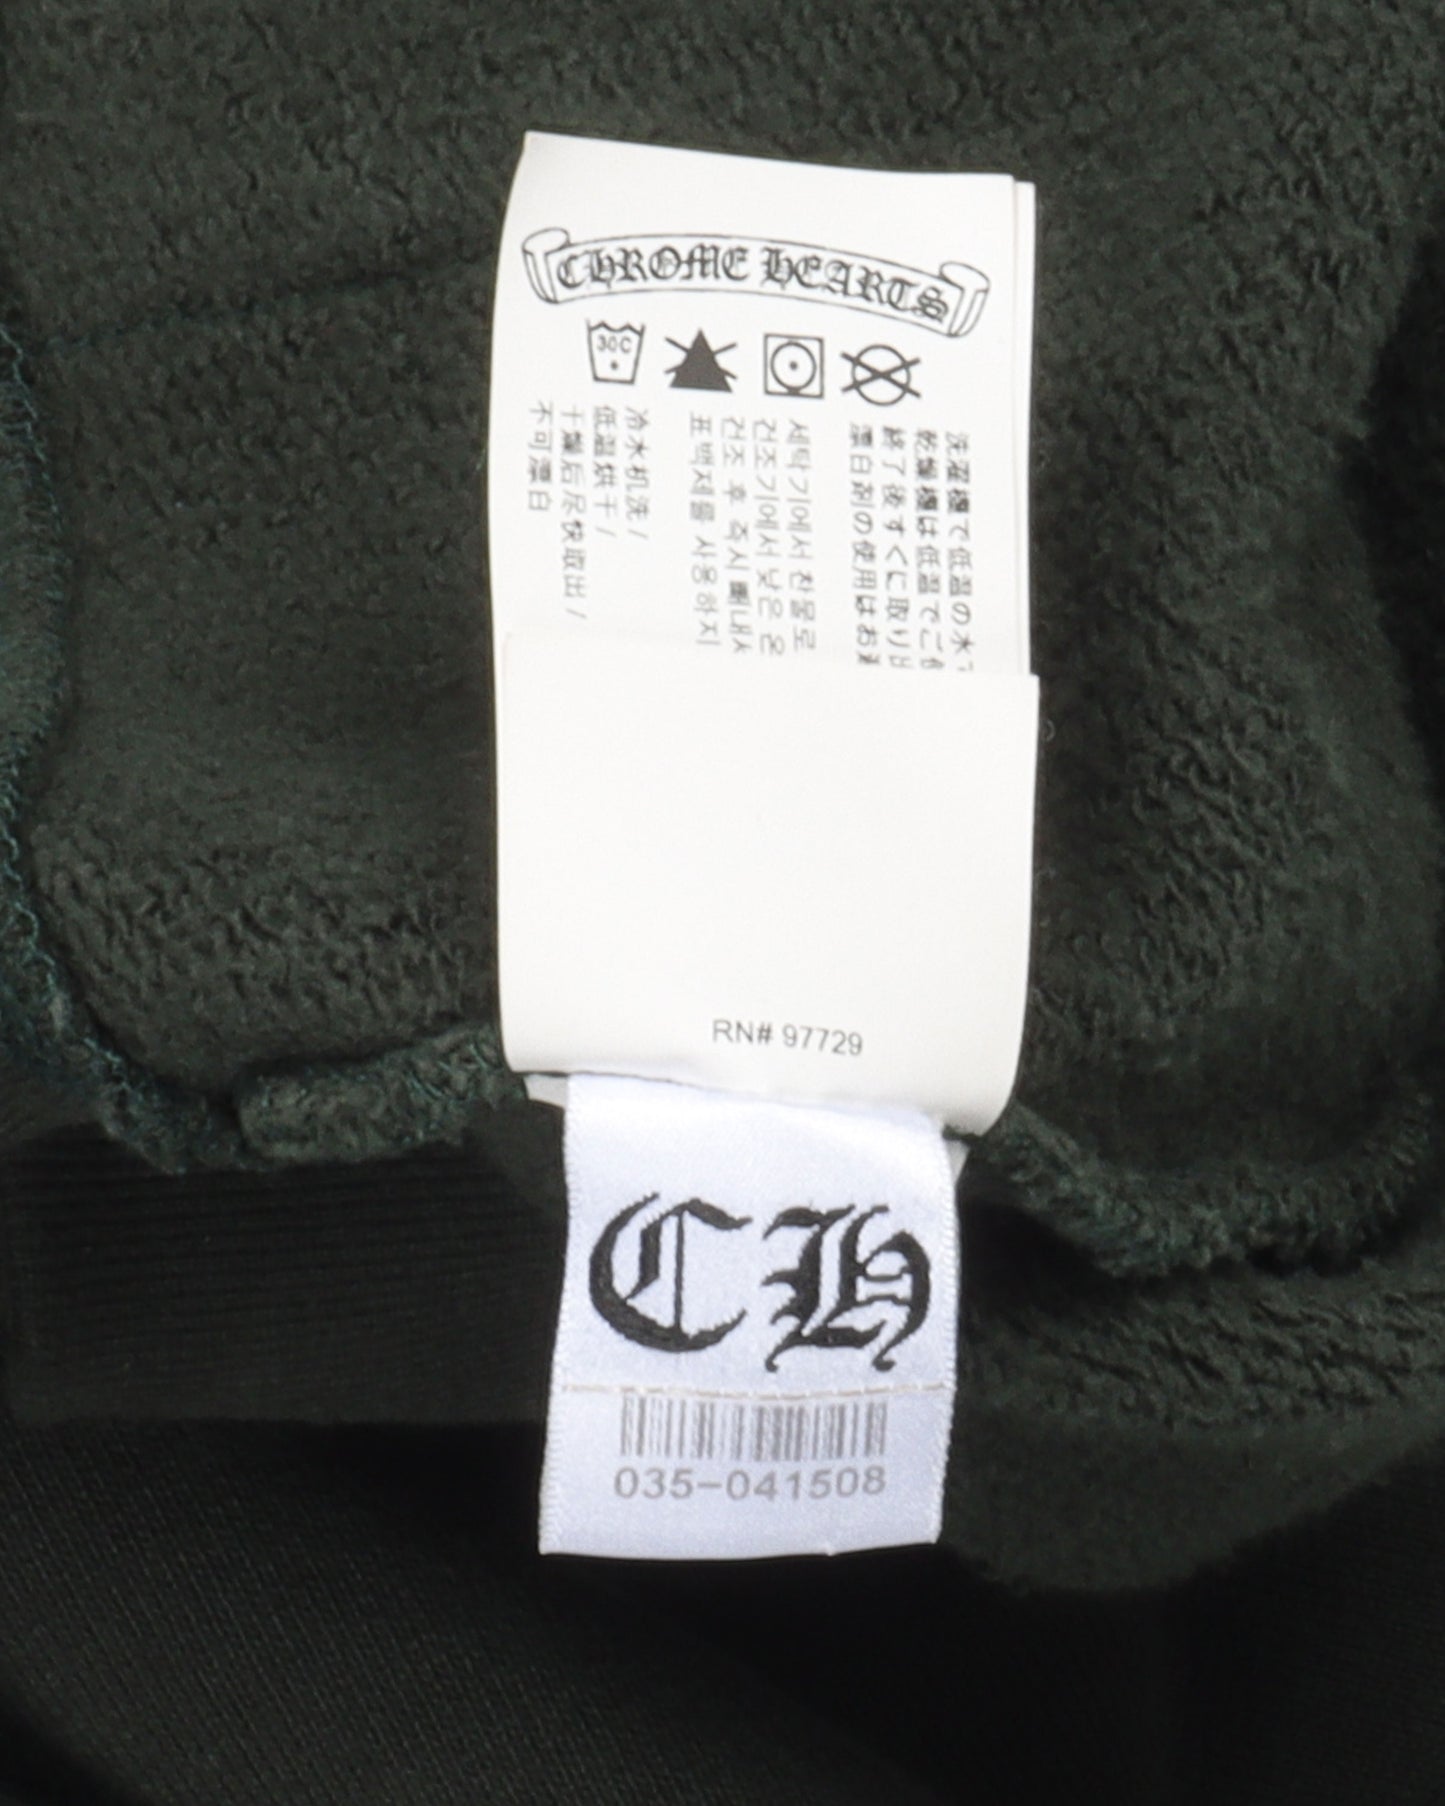 CHROME HEARTS
30C
洗濯機で低温の水
乾燥機は低温でご
終了後すぐに取り
漂白剤の使用はお
세탁기에서 찬물로
건조기에서 낮은 온
건조 후 즉시
표백제를 사용하지
冷水机洗 /
低温烘干 /
干燥后尽快取出 /
不可漂白
RN# 97729
CH
035-041508